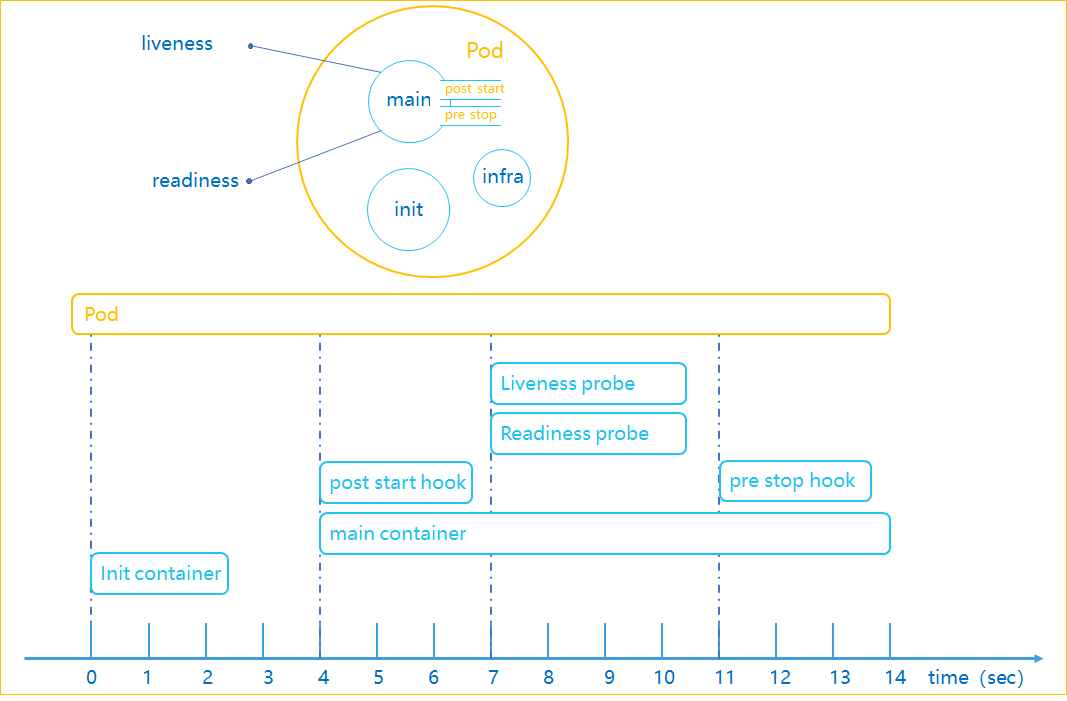 liveness
Pod
main
post start
pre stop
readiness
infra
init
Pod
Liveness probe
Readiness probe
post start hook
pre stop hook
main container
Init container
0 1 2 3 4 5 6 7 8 9 10 11 12 13 14 time (sec)